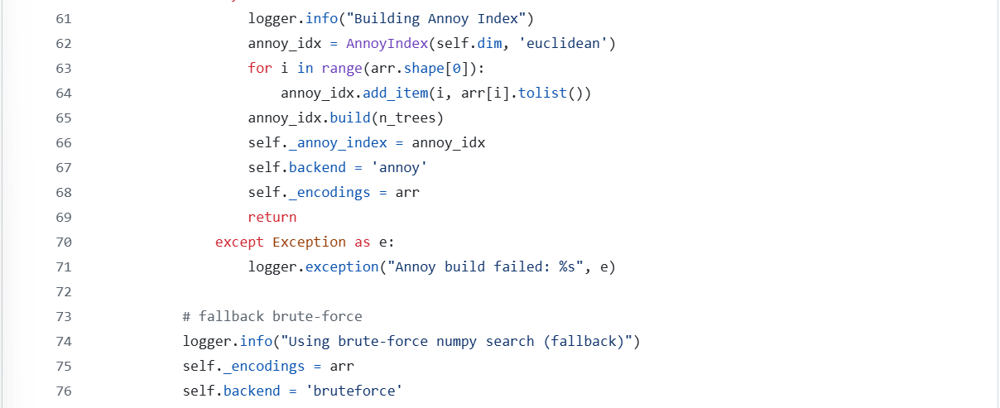 61 logger.info("Building Annoy Index")
62 annoy_idx = AnnoyIndex(self.dim, 'euclidean')
63 for i in range(arr.shape[0]):
64 annoy_idx.add_item(i, arr[i].tolist())
65 annoy_idx.build(n_trees)
66 self._annoy_index = annoy_idx
67 self.backend = 'annoy'
68 self._encodings = arr
69 return
70 except Exception as e:
71 logger.exception("Annoy build failed: %s", e)
72
73 # fallback brute-force
74 logger.info("Using brute-force numpy search (fallback)")
75 self._encodings = arr
76 self.backend = 'bruteforce'